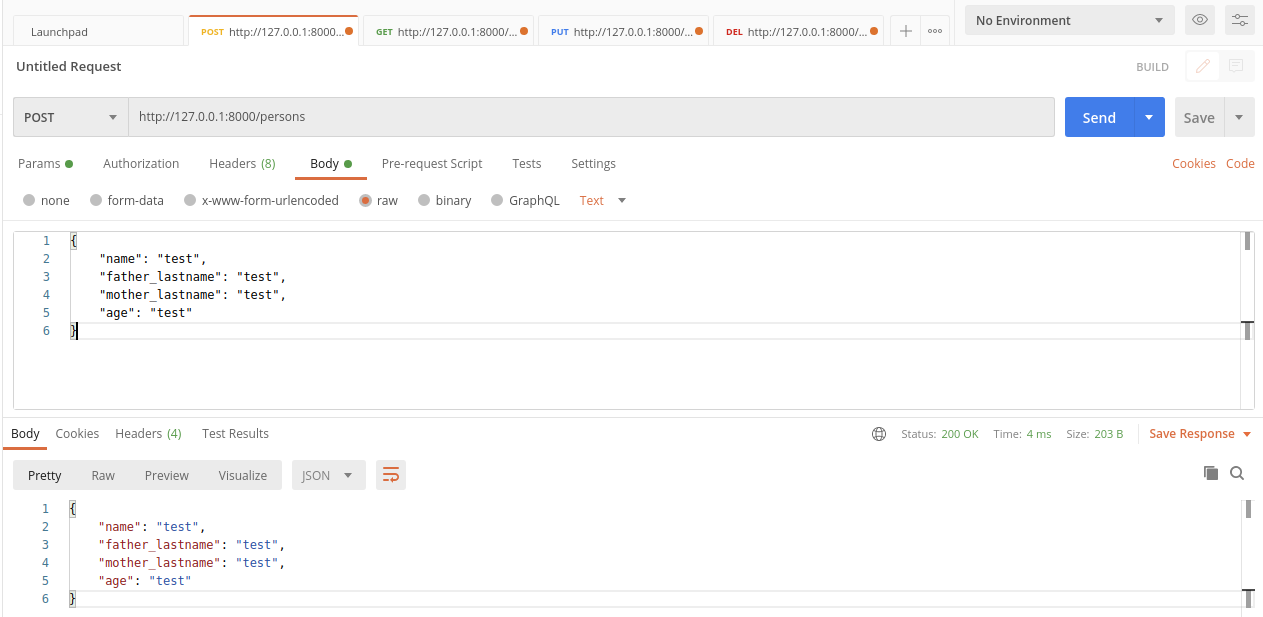 Launchpad POST http://127.0.0.1:8000... GET http://127.0.0.1:8000/... PUT http://127.0.0.1:8000/... DEL http://127.0.0.1:8000/... No Environment
Untitled Request BUILD
POST http://127.0.0.1:8000/persons Send Save
Params Authorization Headers (8) Body Pre-request Script Tests Settings Cookies Code
none form-data x-www-form-urlencoded raw binary GraphQL Text
1 {
2 "name": "test",
3 "father_lastname": "test",
4 "mother_lastname": "test",
5 "age": "test"
6 }
Body Cookies Headers (4) Test Results Status: 200 OK Time: 4 ms Size: 203 B Save Response
Pretty Raw Preview Visualize JSON
1 {
2 "name": "test",
3 "father_lastname": "test",
4 "mother_lastname": "test",
5 "age": "test"
6 }